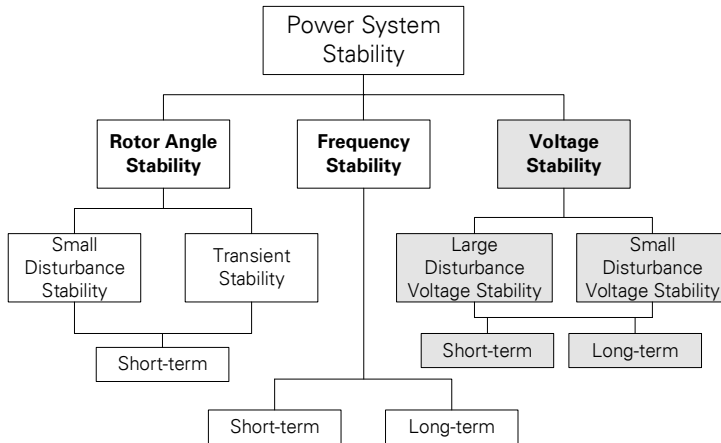 Power System
Stability
Rotor Angle
Stability
Frequency
Stability
Voltage
Stability
Small
Disturbance
Stability
Transient
Stability
Large
Disturbance
Voltage Stability
Small
Disturbance
Voltage Stability
Short-term
Short-term
Long-term
Short-term
Long-term